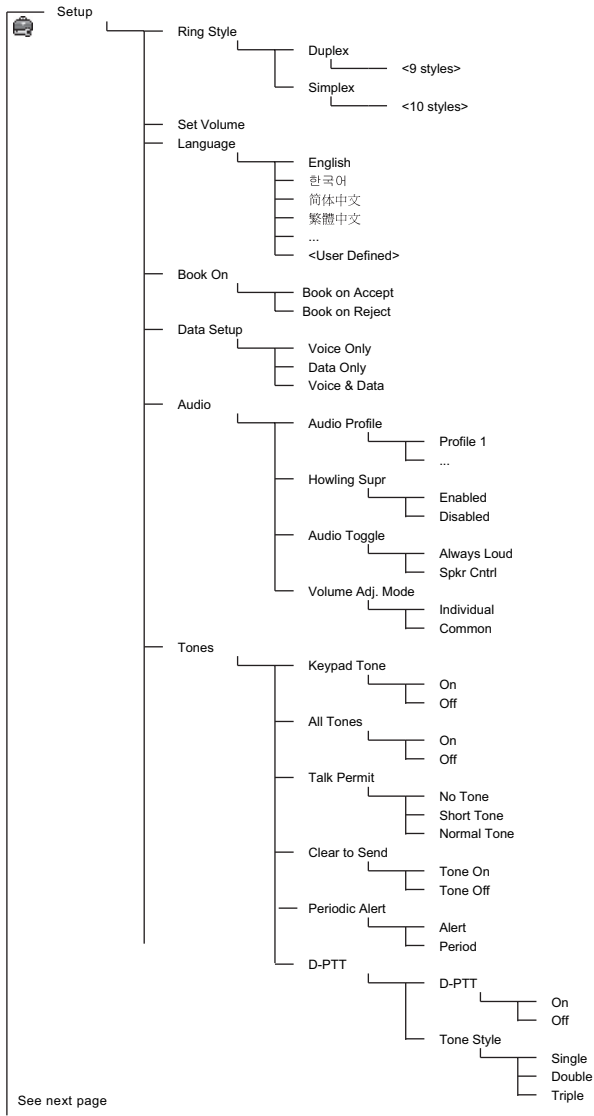 Setup
Ring Style
Duplex
<9 styles>
Simplex
<10 styles>
Set Volume
Language
English
한국어
简体中文
繁體中文
...
<User Defined>
Book On
Book on Accept
Book on Reject
Data Setup
Voice Only
Data Only
Voice & Data
Audio
Audio Profile
Profile 1
...
Howling Supr
Enabled
Disabled
Audio Toggle
Always Loud
Spkr Cntrl
Volume Adj. Mode
Individual
Common
Tones
Keypad Tone
On
Off
All Tones
On
Off
Talk Permit
No Tone
Short Tone
Normal Tone
Clear to Send
Tone On
Tone Off
Periodic Alert
Alert
Period
D-PTT
D-PTT
On
Off
Tone Style
Single
Double
Triple
See next page